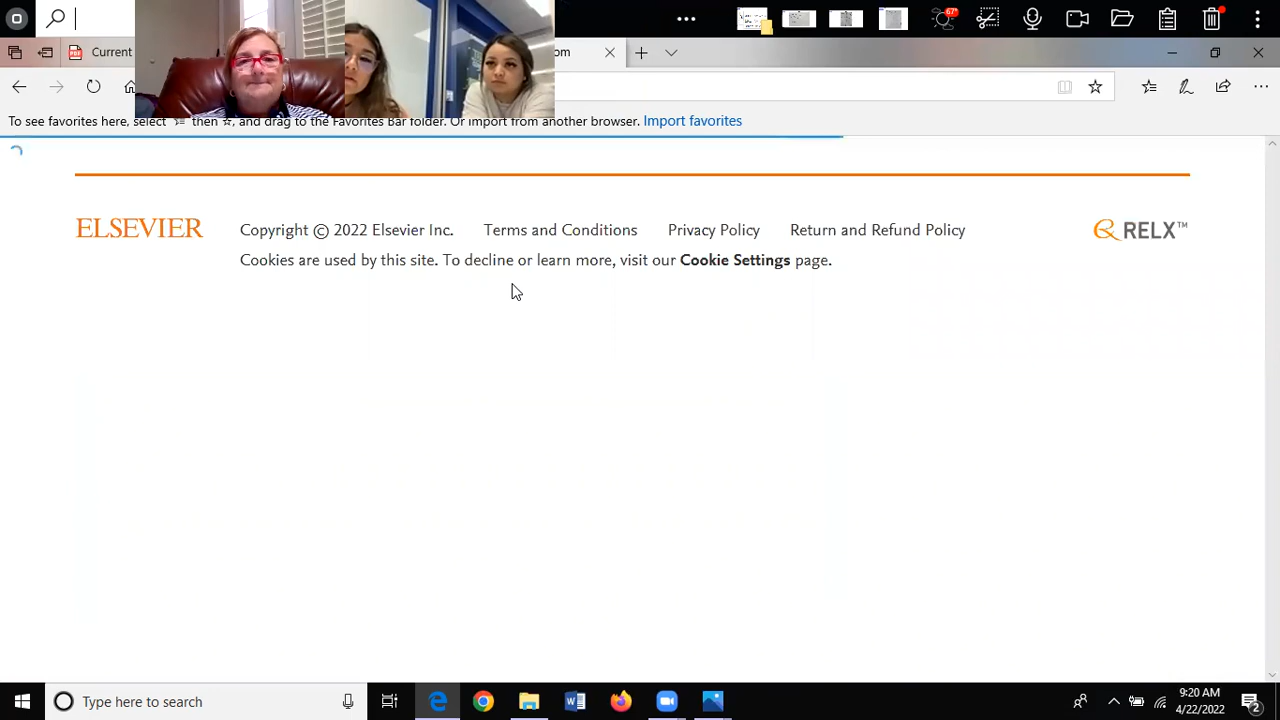 67°
Current
om
To see favorites here, select then ☆, and drag to the Favorites Bar folder. Or import from another browser. Import favorites
ELSEVIER
Copyright © 2022 Elsevier Inc. Terms and Conditions Privacy Policy Return and Refund Policy
Cookies are used by this site. To decline or learn more, visit our Cookie Settings page.
RELX™
Type here to search
9:20 AM
4/22/2022
2